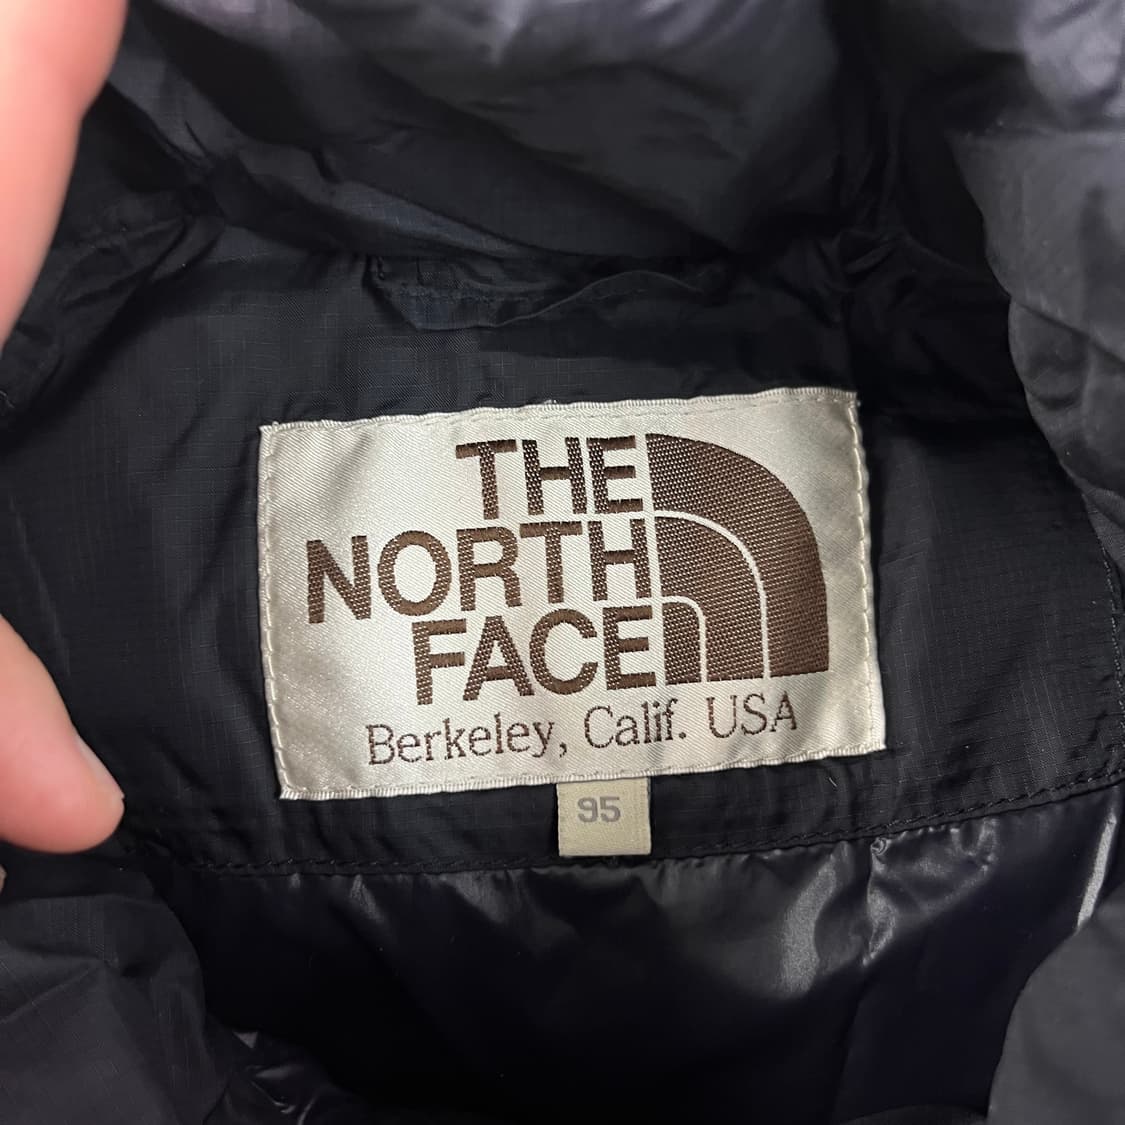 THE
NORTH
FACE
Berkeley, Calif. USA
95